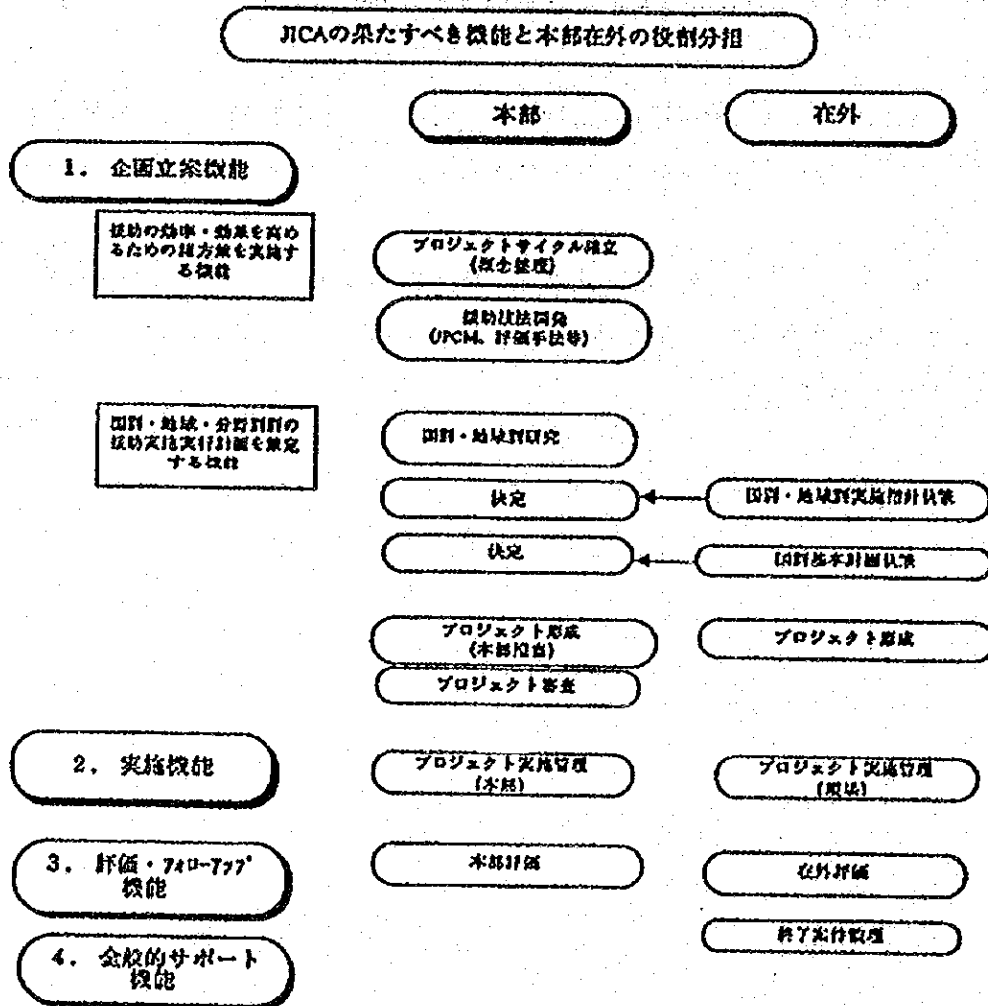 JICAの果たすべき機能と本部在外の役割分担
本部
在外
1. 企画立案機能
援助の効率・効果を高め
るための諸方策を実施す
る機能
プロジェクトサイクル確立
(概念整理)
援助技法開発
(JPCM、評価手法等)
国別・地域・分野別別の
援助実施実行計画を策定
する機能
国別・地域別研究
決定
国別・地域別実施指針執筆
決定
国別基本計画執筆
プロジェクト形成
(本部担当)
プロジェクト形成
プロジェクト審査
2. 実施機能
プロジェクト実施管理
(本部)
プロジェクト実施管理
(現場)
3. 評価・フォローアップ
機能
本部評価
在外評価
終了案件管理
4. 全般的サポート
機能